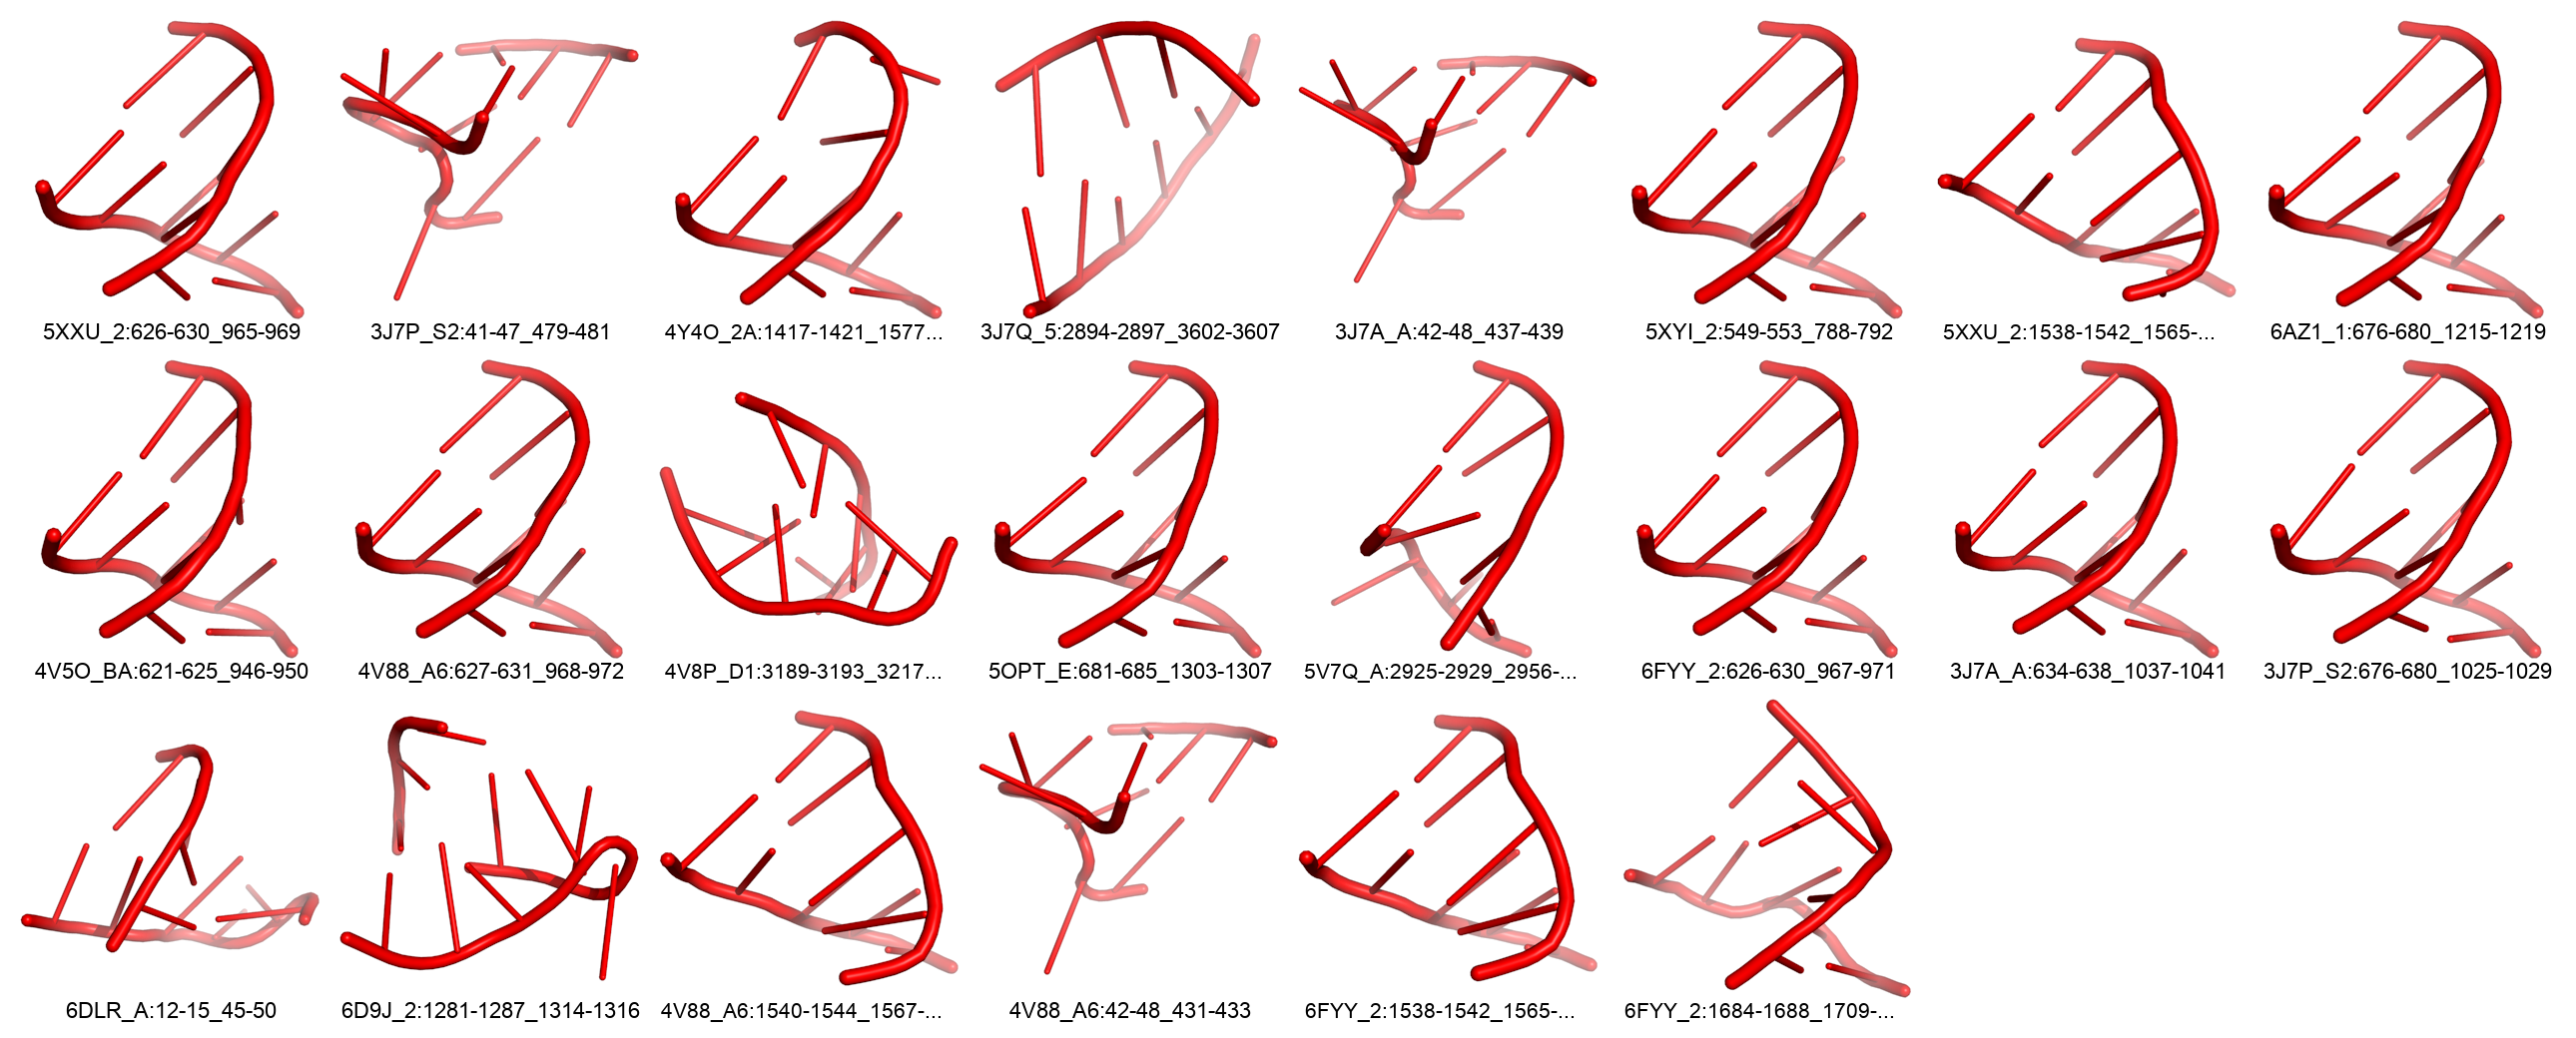 5XXU_2:626-630_965-969
3J7P_S2:41-47_479-481
4Y4O_2A:1417-1421_1577...
3J7Q_5:2894-2897_3602-3607
3J7A_A:42-48_437-439
5XYI_2:549-553_788-792
5XXU_2:1538-1542_1565-...
6AZ1_1:676-680_1215-1219
4V5O_BA:621-625_946-950
4V88_A6:627-631_968-972
4V8P_D1:3189-3193_3217...
5OPT_E:681-685_1303-1307
5V7Q_A:2925-2929_2956-...
6FYY_2:626-630_967-971
3J7A_A:634-638_1037-1041
3J7P_S2:676-680_1025-1029
6DLR_A:12-15_45-50
6D9J_2:1281-1287_1314-1316
4V88_A6:1540-1544_1567-...
4V88_A6:42-48_431-433
6FYY_2:1538-1542_1565-...
6FYY_2:1684-1688_1709-...